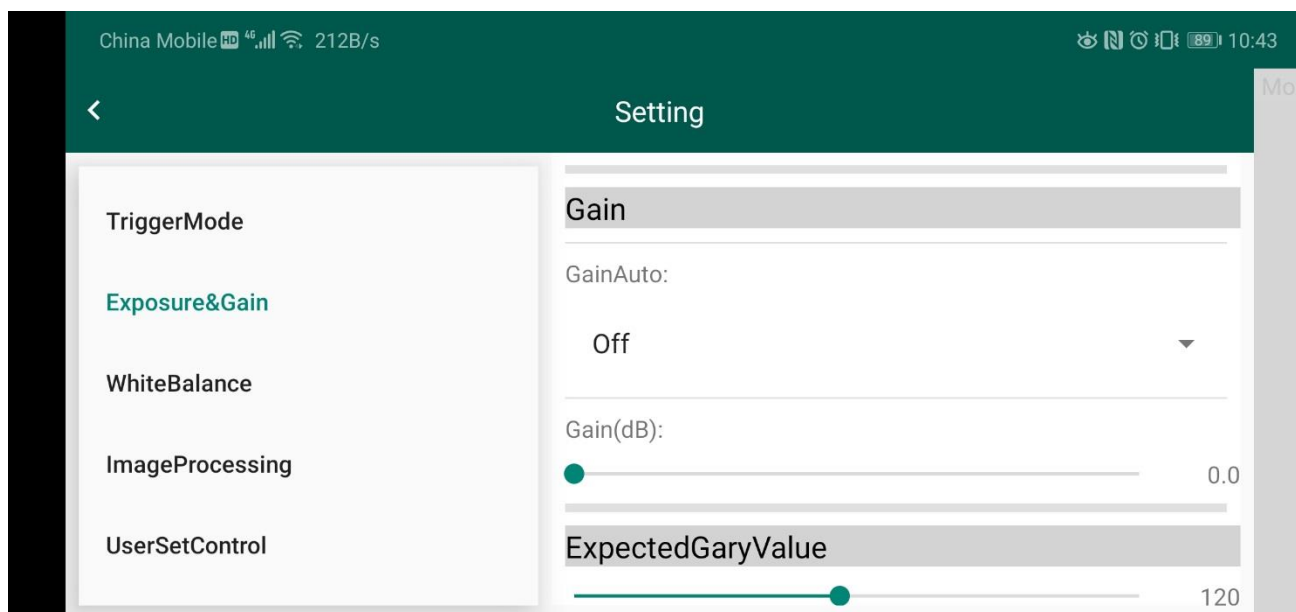 China Mobile HD 4G 212B/s 89 10:43
Setting
Mo
TriggerMode
Exposure&Gain
WhiteBalance
ImageProcessing
UserSetControl
Gain
GainAuto:
Off
Gain(dB):
0.0
ExpectedGaryValue
120